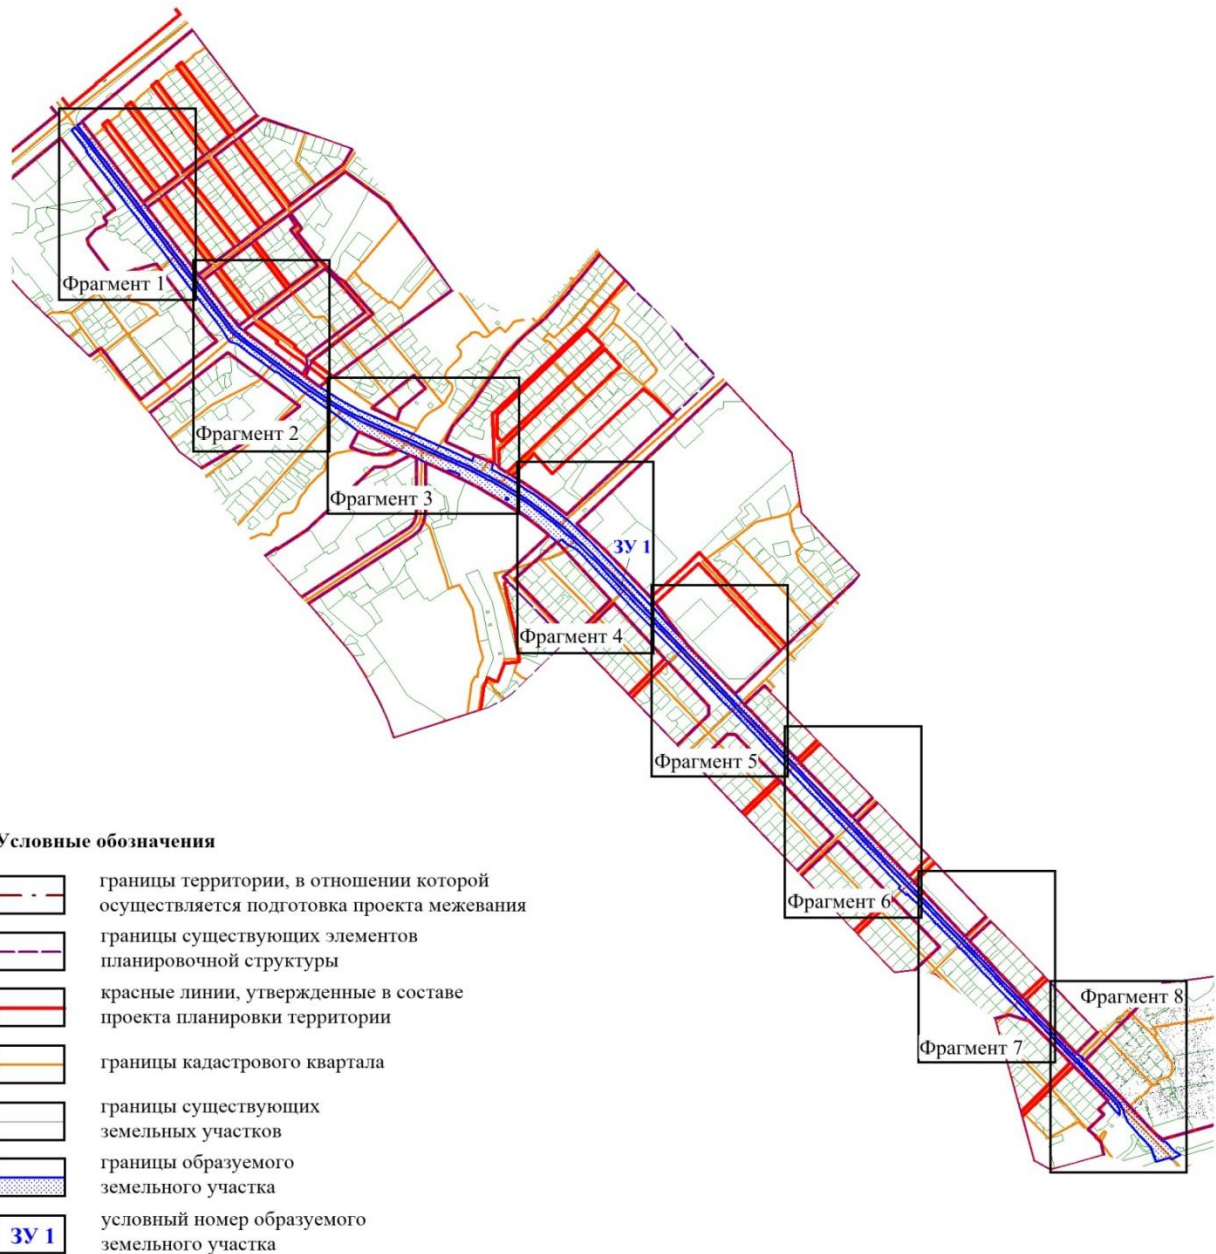 Фрагмент 1
Фрагмент 2
Фрагмент 3
ЗУ 1
Фрагмент 4
Фрагмент 5
Фрагмент 6
Фрагмент 8
Фрагмент 7
Условные обозначения
границы территории, в отношении которой
осуществляется подготовка проекта межевания
границы существующих элементов
планировочной структуры
красные линии, утвержденные в составе
проекта планировки территории
границы кадастрового квартала
границы существующих
земельных участков
границы образуемого
земельного участка
ЗУ 1
условный номер образуемого
земельного участка